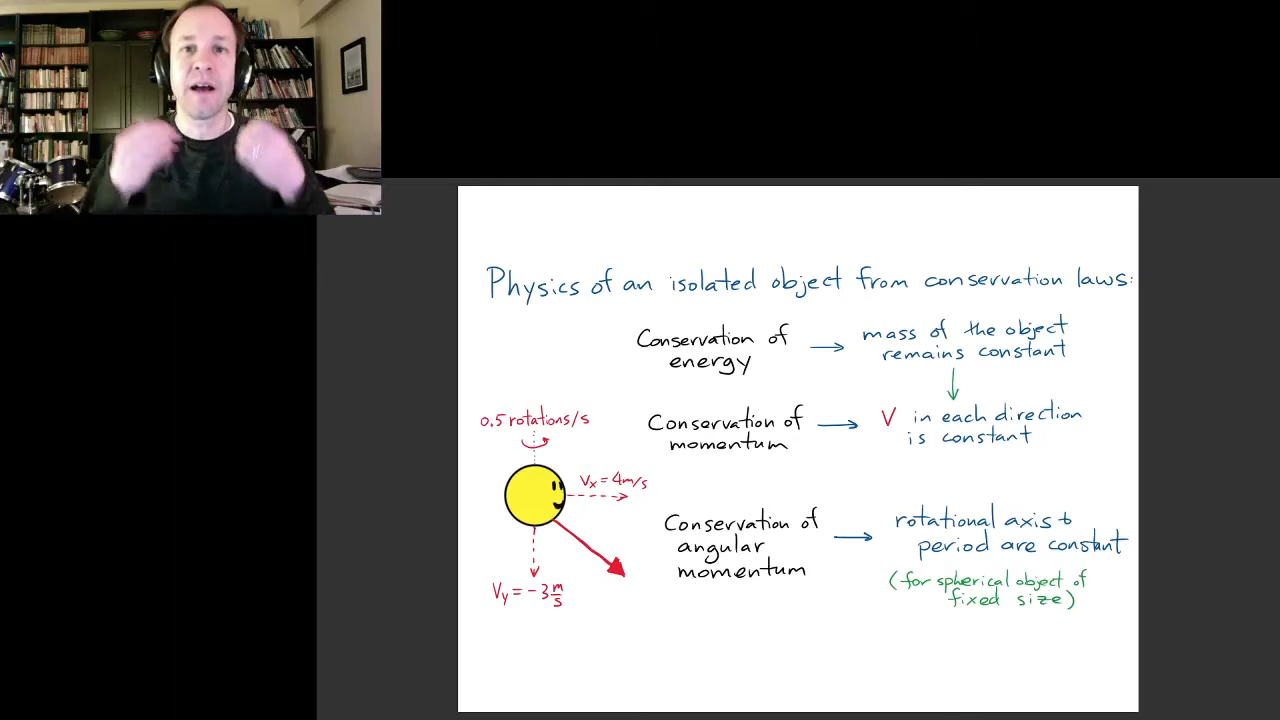 Physics of an isolated object from conservation laws:
Conservation of energy → mass of the object
remains constant
Conservation of momentum → V in each direction
is constant
0.5 rotations/s
Vx = 4m/s
Vy = -3 m/s
Conservation of angular momentum → rotational axis &
period are constant
(for spherical object of
fixed size)